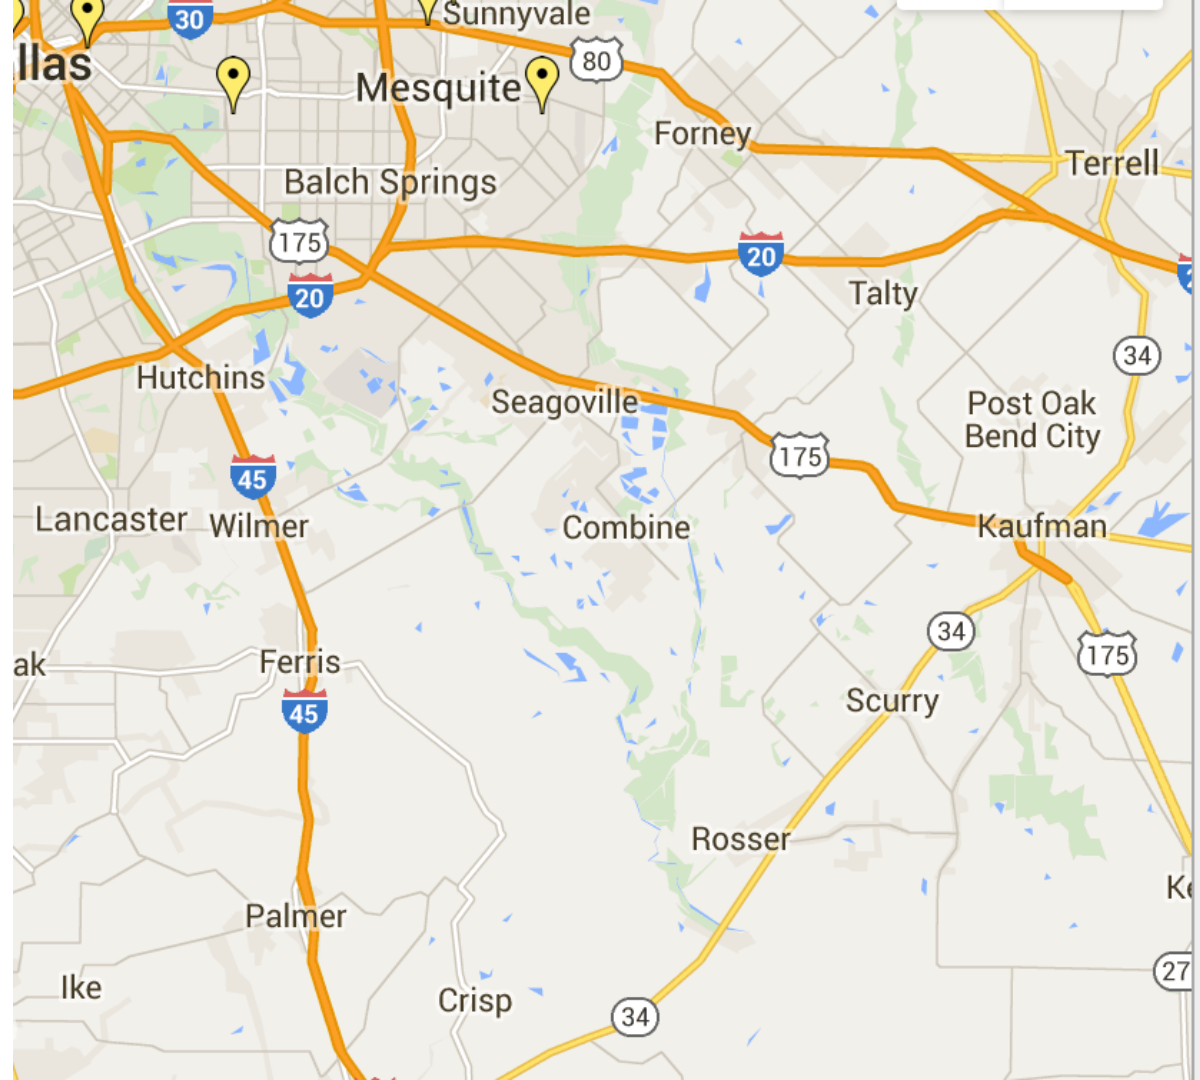 Sunnyvale
30
llas
80
Mesquite
Forney
Terrell
Balch Springs
175
20
20
Talty
34
Hutchins
Seagoville
Post Oak
Bend City
175
45
Lancaster
Wilmer
Combine
Kaufman
34
ak
Ferris
175
45
Scurry
Rosser
Palmer
Ke
27
Ike
Crisp
34